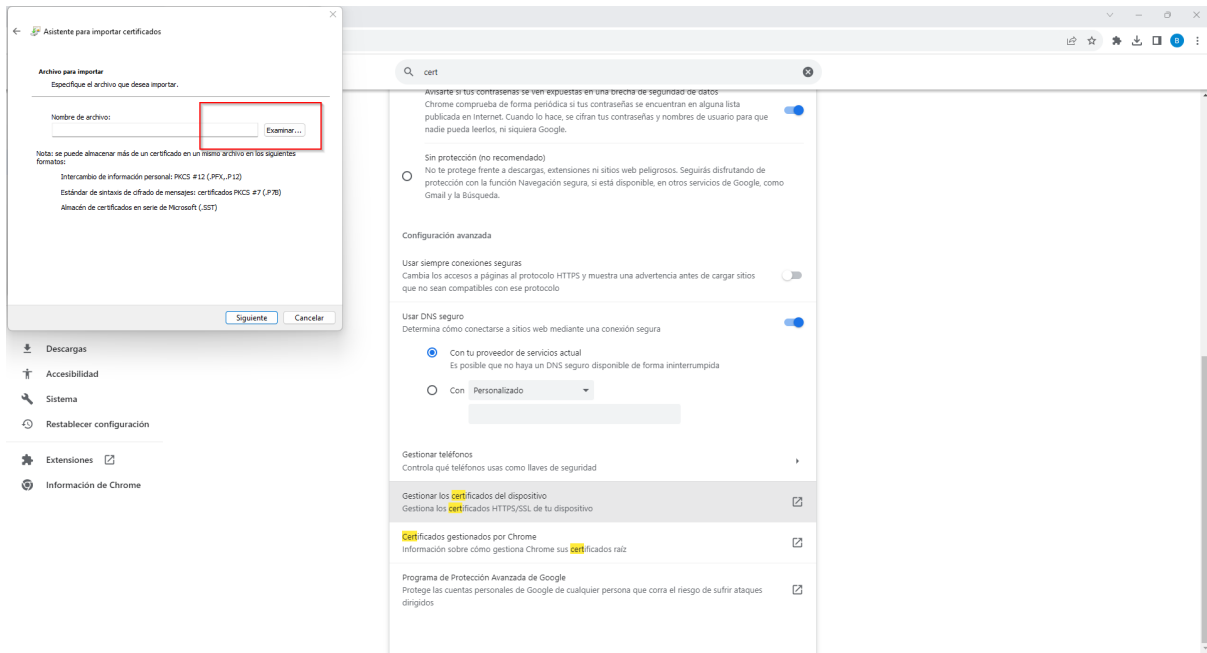 Asistente para importar certificados
Archivo para importar
Especifique el archivo que desea importar.
Nombre de archivo:
Examinar...
Nota: se puede almacenar más de un certificado en un mismo archivo en los siguientes
formatos:
Intercambio de información personal: PKCS #12 (.PFX,.P12)
Estándar de sintaxis de cifrado de mensajes: certificados PKCS #7 (.P7B)
Almacén de certificados en serie de Microsoft (.SST)
Siguiente
Cancelar
Descargas
Accesibilidad
Sistema
Restablecer configuración
Extensiones
Información de Chrome
B
cert
Avisarte si tus contraseñas se ven expuestas en una brecha de seguridad de datos
Chrome comprueba de forma periódica si tus contraseñas se encuentran en alguna lista
publicada en Internet. Cuando lo hace, se cifran tus contraseñas y nombres de usuario para que
nadie pueda leerlos, ni siquiera Google.
Sin protección (no recomendado)
No te protege frente a descargas, extensiones ni sitios web peligrosos. Seguirás disfrutando de
protección con la función Navegación segura, si está disponible, en otros servicios de Google, como
Gmail y la Búsqueda.
Configuración avanzada
Usar siempre conexiones seguras
Cambia los accesos a páginas al protocolo HTTPS y muestra una advertencia antes de cargar sitios
que no sean compatibles con ese protocolo
Usar DNS seguro
Determina cómo conectarse a sitios web mediante una conexión segura
Con tu proveedor de servicios actual
Es posible que no haya un DNS seguro disponible de forma ininterrumpida
Con Personalizado
Gestionar teléfonos
Controla qué teléfonos usas como llaves de seguridad
Gestionar los certificados del dispositivo
Gestiona los certificados HTTPS/SSL de tu dispositivo
Certificados gestionados por Chrome
Información sobre cómo gestiona Chrome sus certificados raíz
Programa de Protección Avanzada de Google
Protege las cuentas personales de Google de cualquier persona que corra el riesgo de sufrir ataques
dirigidos